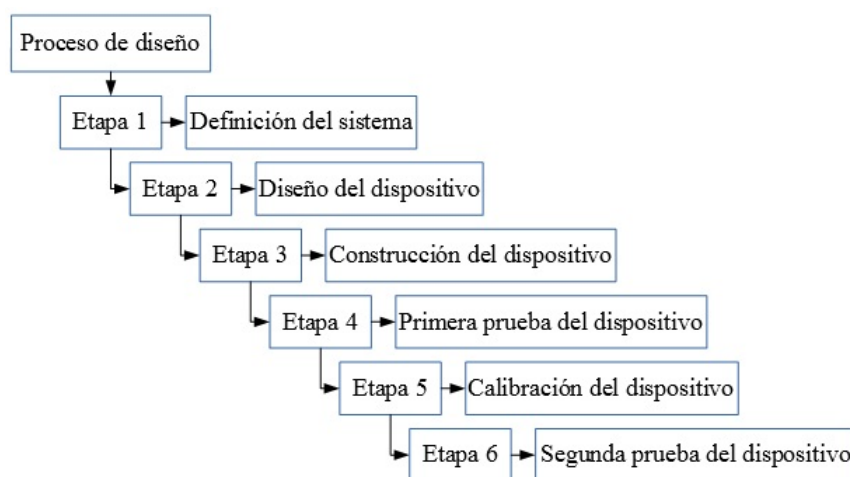 Proceso de diseño
Etapa 1
Definición del sistema
Etapa 2
Diseño del dispositivo
Etapa 3
Construcción del dispositivo
Etapa 4
Primera prueba del dispositivo
Etapa 5
Calibración del dispositivo
Etapa 6
Segunda prueba del dispositivo